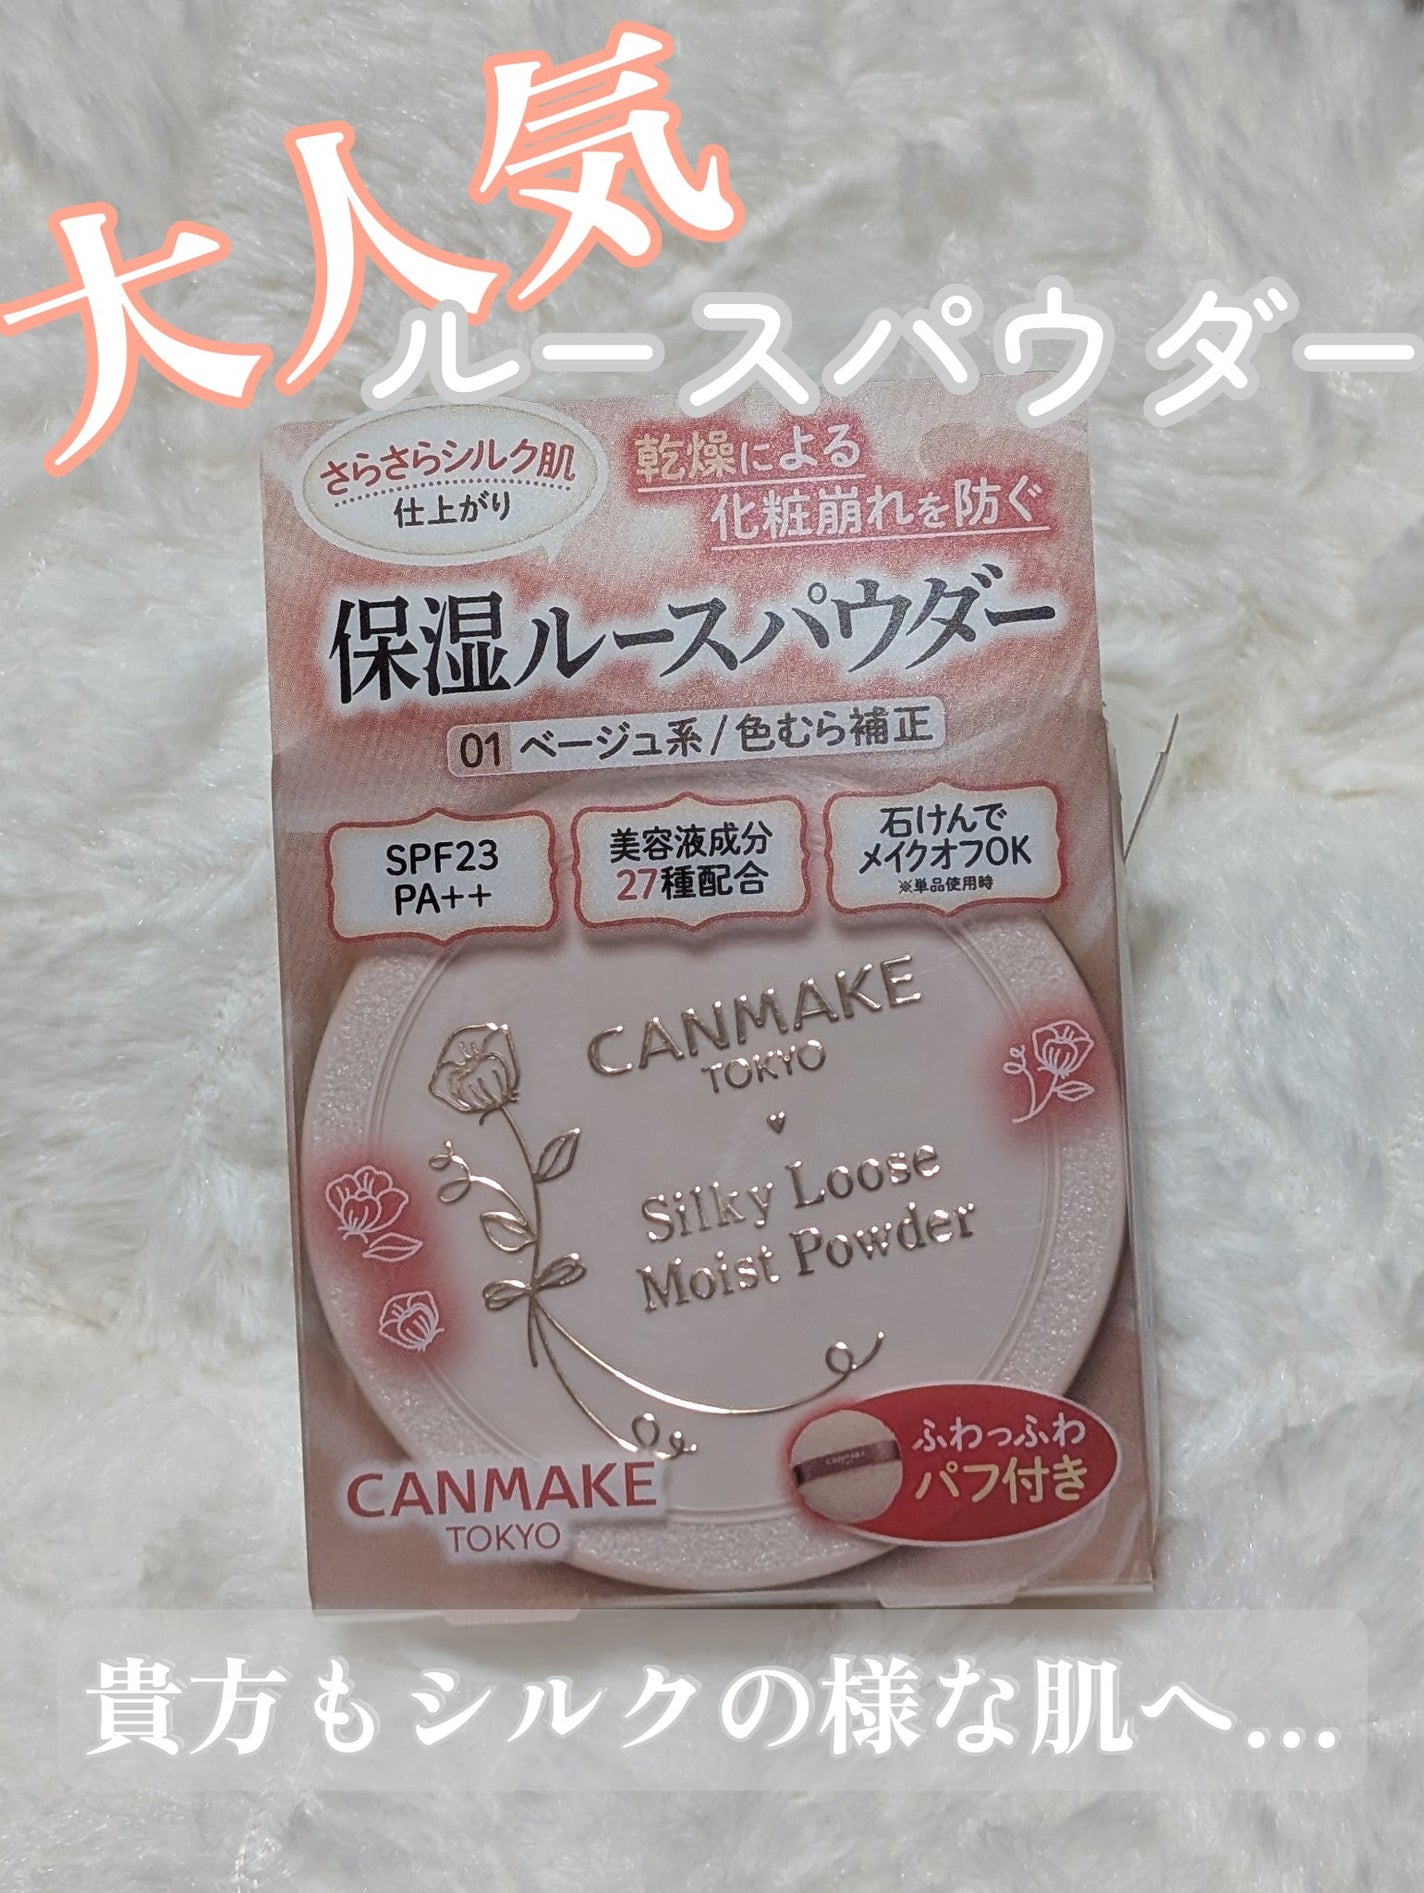 大人気
ルースパウダー
さらさらシルク肌
仕上がり
乾燥による
化粧崩れを防ぐ
保湿ルースパウダー
01 ベージュ系/色むら補正
SPF23
PA++
美容液成分
27種配合
石けんで
メイクオフOK
※単品使用時
CANMAKE
TOKYO
Silky Loose
Moist Powder
ふわっふわ
パフ付き
CANMAKE
TOKYO
貴方もシルクの様な肌へ...